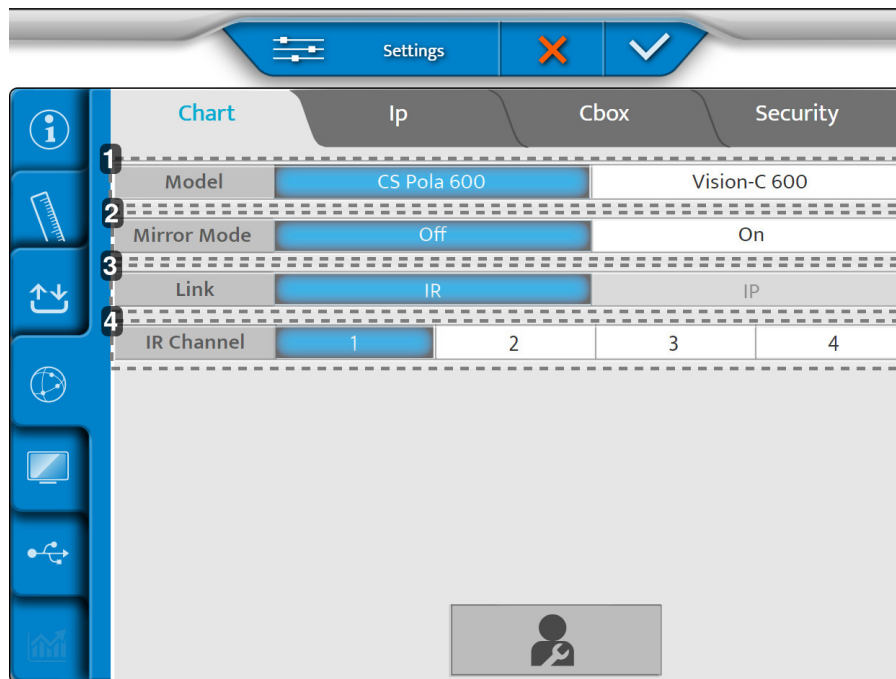 Settings
Chart Ip Cbox Security
1
Model CS Pola 600 Vision-C 600
2
Mirror Mode Off On
3
Link IR IP
4
IR Channel 1 2 3 4